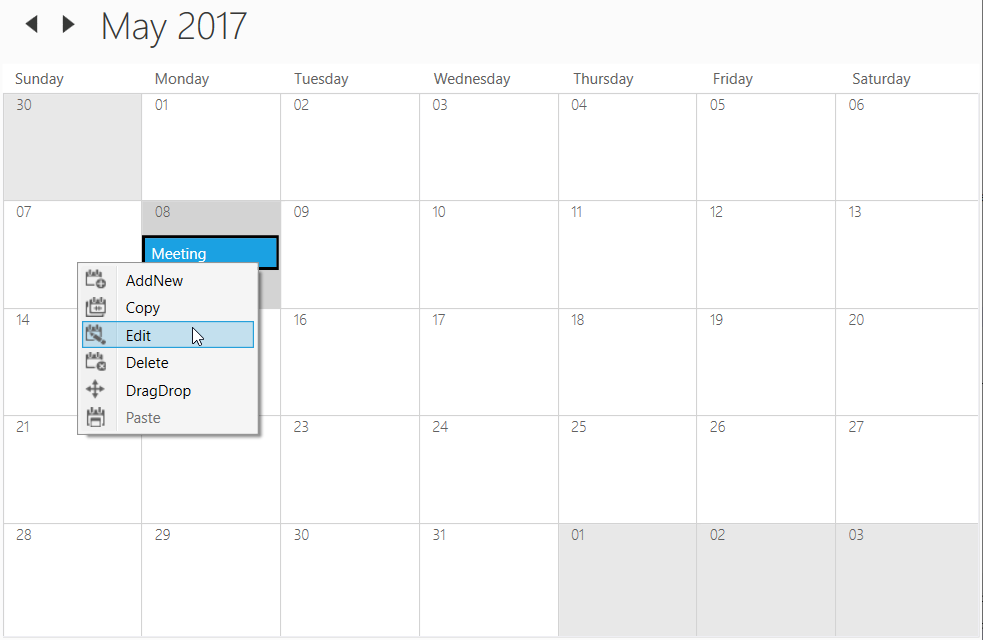 May 2017
Sunday Monday Tuesday Wednesday Thursday Friday Saturday
30 01 02 03 04 05 06
07 08 09 10 11 12 13
Meeting
AddNew
Copy
14 16 17 18 19 20
Edit
Delete
DragDrop
Paste
21 23 24 25 26 27
28 29 30 31 01 02 03